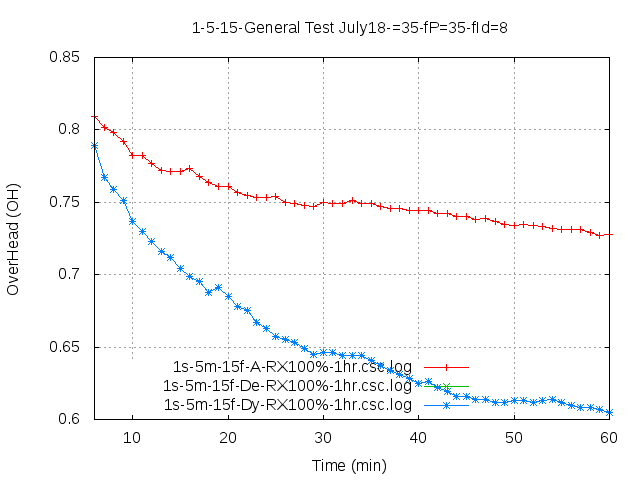 1-5-15-General Test July18-=35-fP=35-fId=8
0.85
0.8
0.75
0.7
0.65
0.6
OverHead (OH)
1s-5m-15f-A-RX100%-1hr.csc.log
1s-5m-15f-De-RX100%-1hr.csc.log
1s-5m-15f-Dy-RX100%-1hr.csc.log
10 20 30 40 50 60
Time (min)